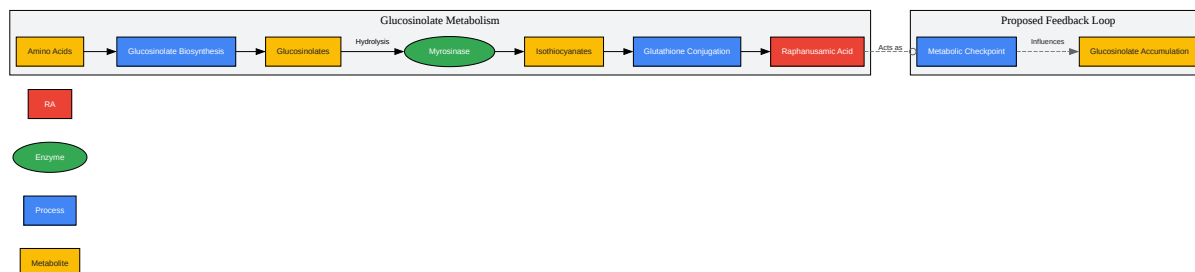 Glucosinolate Metabolism
Proposed Feedback Loop
Amino Acids
Glucosinolate Biosynthesis
Glucosinolates
Hydrolysis
Myrosinase
Isothiocyanates
Glutathione Conjugation
Raphanusamic Acid
Acts as
Metabolic Checkpoint
Influences
Glucosinolate Accumulation
RA
Enzyme
Process
Metabolite